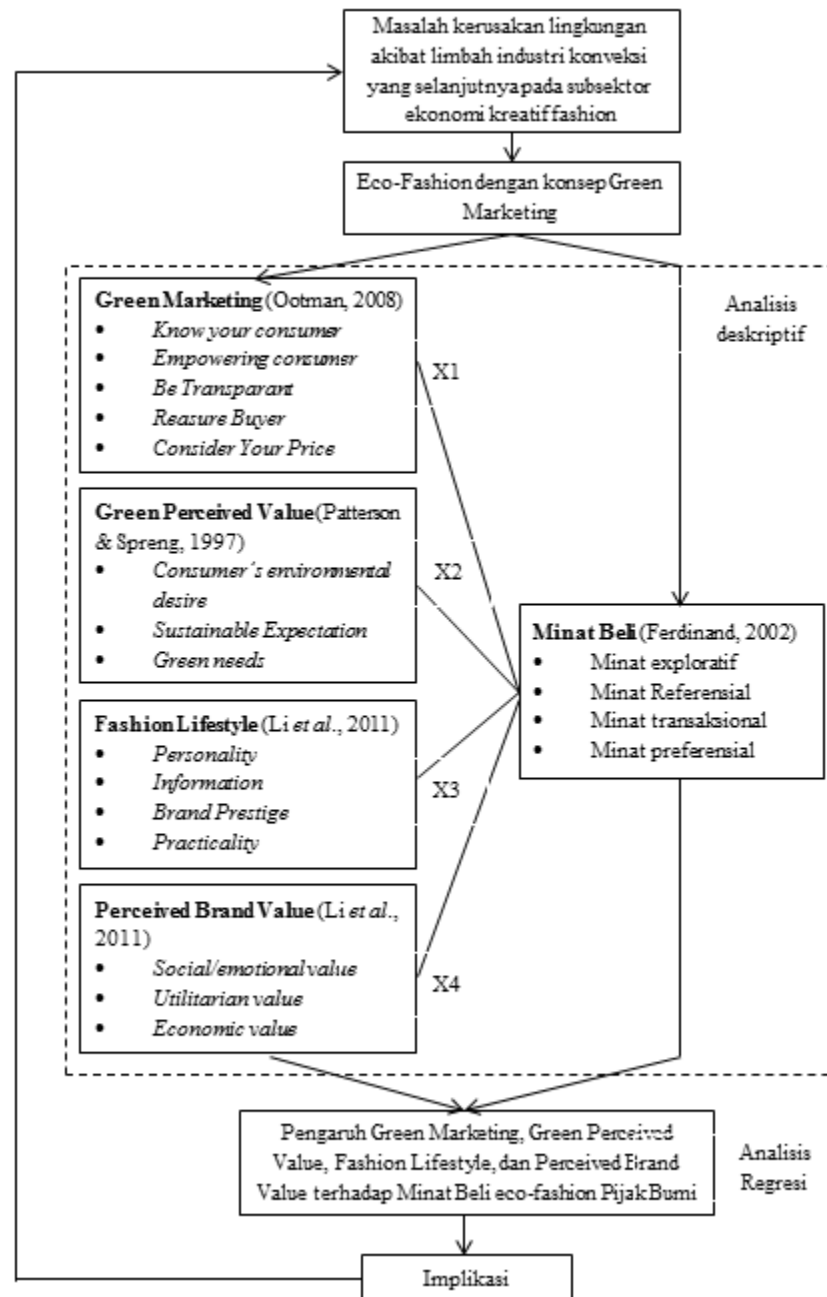 Masalah kerusakan lingkungan
akibat limbah industri konveksi
yang selanjutnya pada subsektor
ekonomi kreatif fashion
Eco-Fashion dengan konsep Green
Marketing
Analisis
deskriptif
Green Marketing (Ootman, 2008)
• Know your consumer
• Empowering consumer
• Be Transparant
• Reasure Buyer
• Consider Your Price
X1
Green Perceived Value (Patterson
& Spreng, 1997)
• Consumer´s environmental
desire
• Sustainable Expectation
• Green needs
X2
Minat Beli (Ferdinand, 2002)
• Minat exploratif
• Minat Referensial
• Minat transaksional
• Minat preferensial
Fashion Lifestyle (Li et al., 2011)
• Personality
• Information
• Brand Prestige
• Practicality
X3
Perceived Brand Value (Li et al.,
2011)
• Social/emotional value
• Utilitarian value
• Economic value
X4
Pengaruh Green Marketing, Green Perceived
Value, Fashion Lifestyle, dan Perceived Brand
Value terhadap Minat Beli eco-fashion Pijak Bumi
Analisis
Regresi
Implikasi